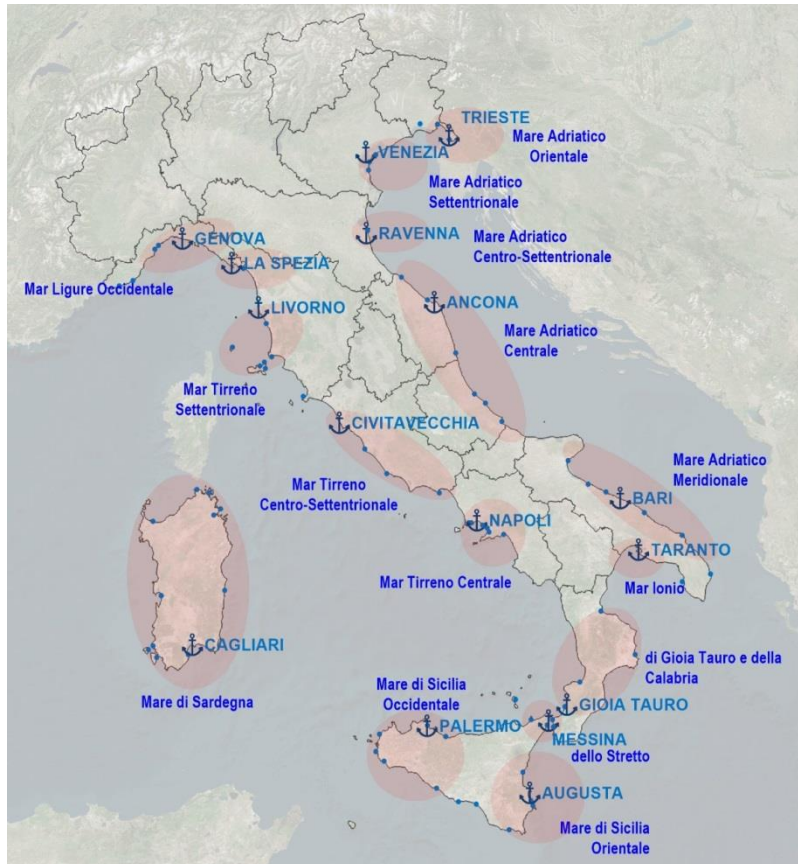 TRIESTE
Mare Adriatico
Orientale
VENEZIA
Mare Adriatico
Settentrionale
RAVENNA
Mare Adriatico
Centro-Settentrionale
GENOVA
LA SPEZIA
Mar Ligure Occidentale
LIVORNO
ANCONA
Mare Adriatico
Centrale
Mar Tirreno
Settentrionale
CIVITAVECCHIA
Mar Tirreno
Centro-Settentrionale
Mare Adriatico
Meridionale
BARI
NAPOLI
TARANTO
Mar Tirreno Centrale
Mar Ionio
CAGLIARI
Mare di Sardegna
di Gioia Tauro e della
Calabria
Mare di Sicilia
Occidentale
GIOIA TAURO
PALERMO
MESSINA
dello Stretto
AUGUSTA
Mare di Sicilia
Orientale